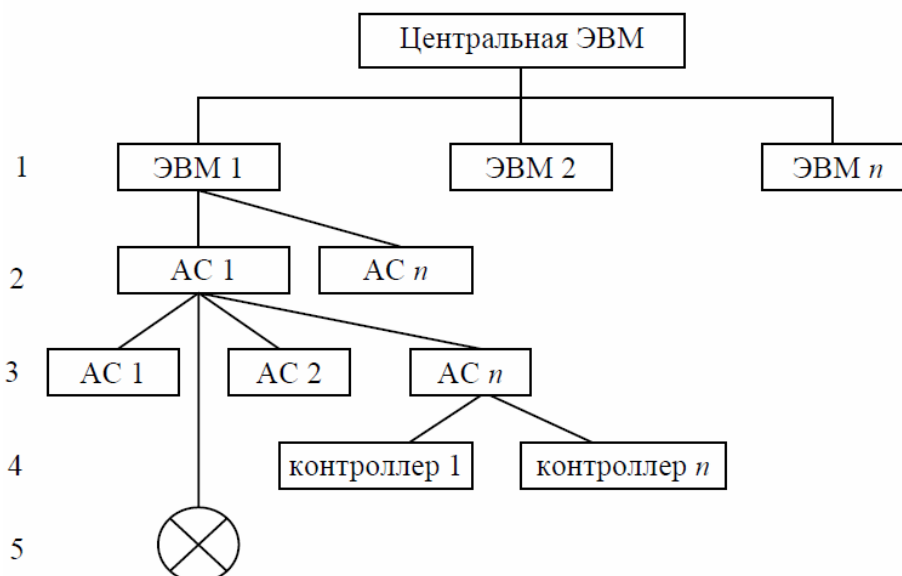 Центральная ЭВМ
1 ЭВМ 1 ЭВМ 2 ЭВМ n
2 АС 1 АС n
3 АС 1 АС 2 АС n
4 контроллер 1 контроллер n
5